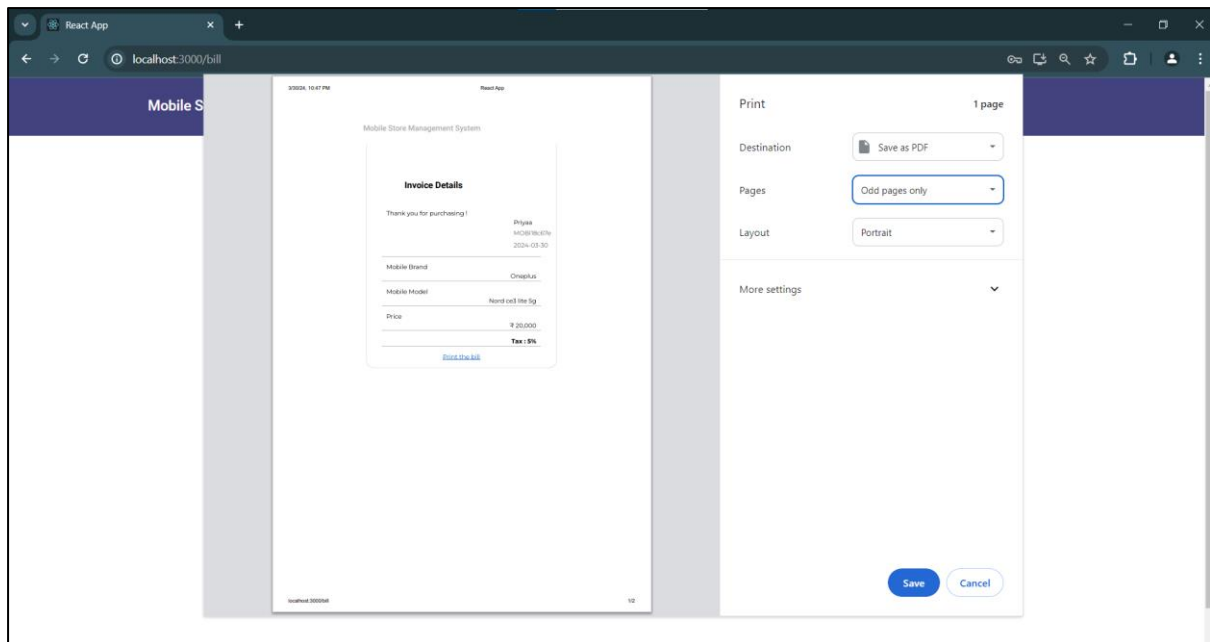 React App
localhost:3000/bill
Mobile S
3/30/24, 10:47 PM React App
Mobile Store Management System
Invoice Details
Thank you for purchasing !
Priyaa
2024-03-30
Mobile Brand
Oneplus
Mobile Model
Nord ce3 lite 5g
Price
₹ 20,000
Tax : 5%
Print the bill
localhost:3000/bill 1/2
Print 1 page
Destination Save as PDF
Pages Odd pages only
Layout Portrait
More settings
Save Cancel